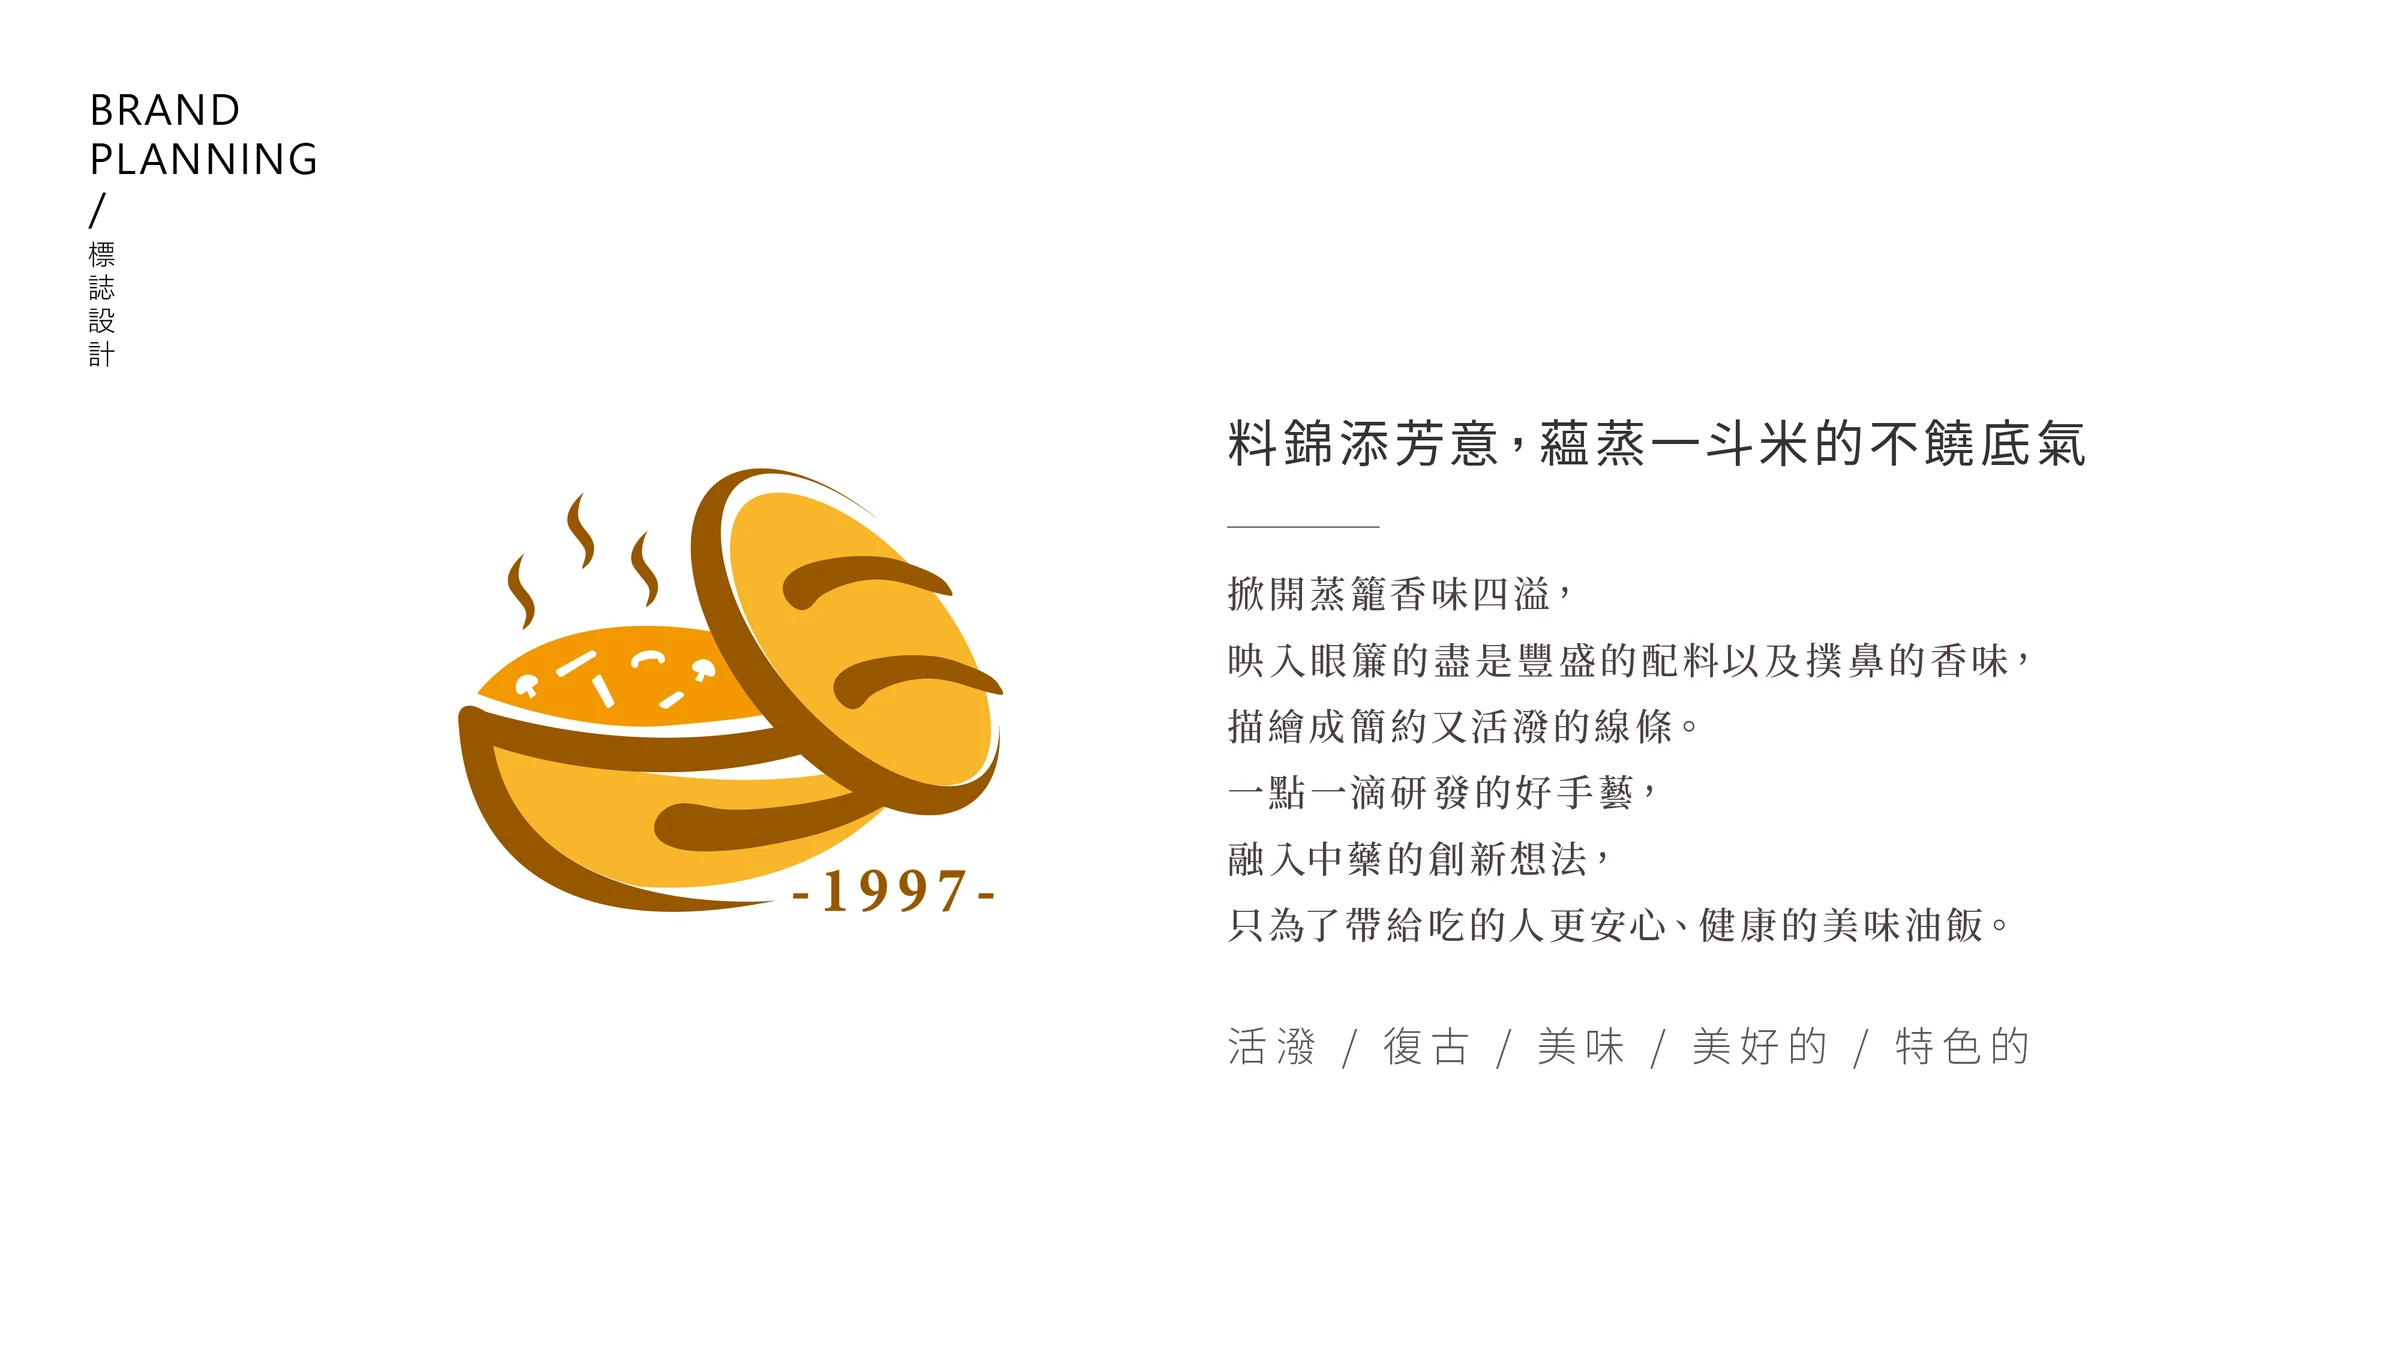 BRAND
PLANNING
/
標誌設計
-1997-
料錦添芳意，蘊蒸一斗米的不饒底氣
掀開蒸籠香味四溢，
映入眼簾的盡是豐盛的配料以及撲鼻的香味，
描繪成簡約又活潑的線條。
一點一滴研發的好手藝，
融入中藥的創新想法，
只為了帶給吃的人更安心、健康的美味油飯。
活潑 / 復古 / 美味 / 美好的 / 特色的